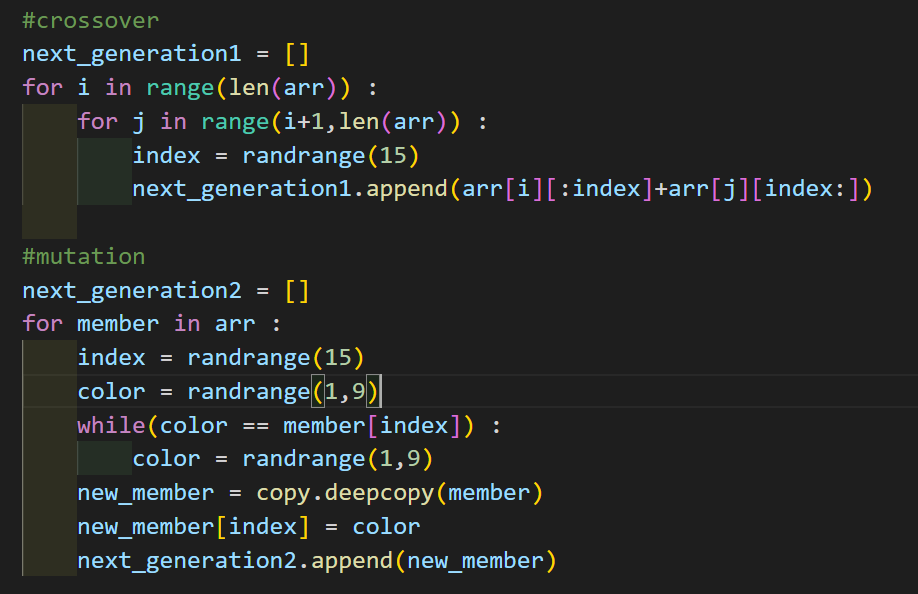 #crossover
next_generation1 = []
for i in range(len(arr)) :
    for j in range(i+1,len(arr)) :
        index = randrange(15)
        next_generation1.append(arr[i][:index]+arr[j][index:])

#mutation
next_generation2 = []
for member in arr :
    index = randrange(15)
    color = randrange(1,9)
    while(color == member[index]) :
        color = randrange(1,9)
    new_member = copy.deepcopy(member)
    new_member[index] = color
    next_generation2.append(new_member)